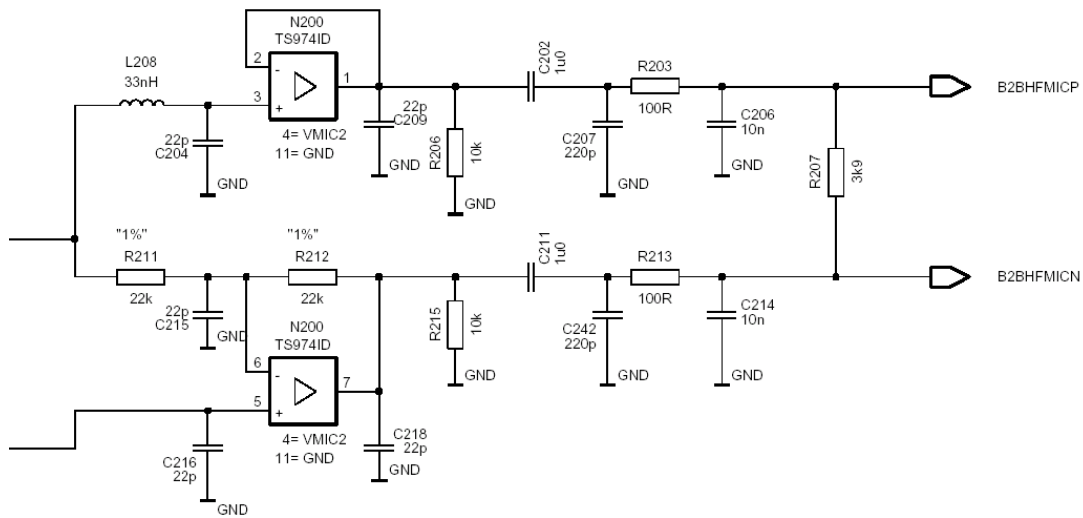 N200
TS974ID
2
-
1
3
+
4= VMIC2
11= GND
L208
33nH
22p
C204
GND
22p
C209
GND
R206
10k
GND
C202
1u0
C207
220p
GND
R203
100R
C206
10n
GND
R207
3k9
B2BHFMICP
"1%"
R211
22k
22p
C215
GND
"1%"
R212
22k
N200
TS974ID
6
-
7
5
+
4= VMIC2
11= GND
C216
22p
GND
C218
22p
GND
R215
10k
GND
C211
1u0
C242
220p
GND
R213
100R
C214
10n
GND
B2BHFMICN